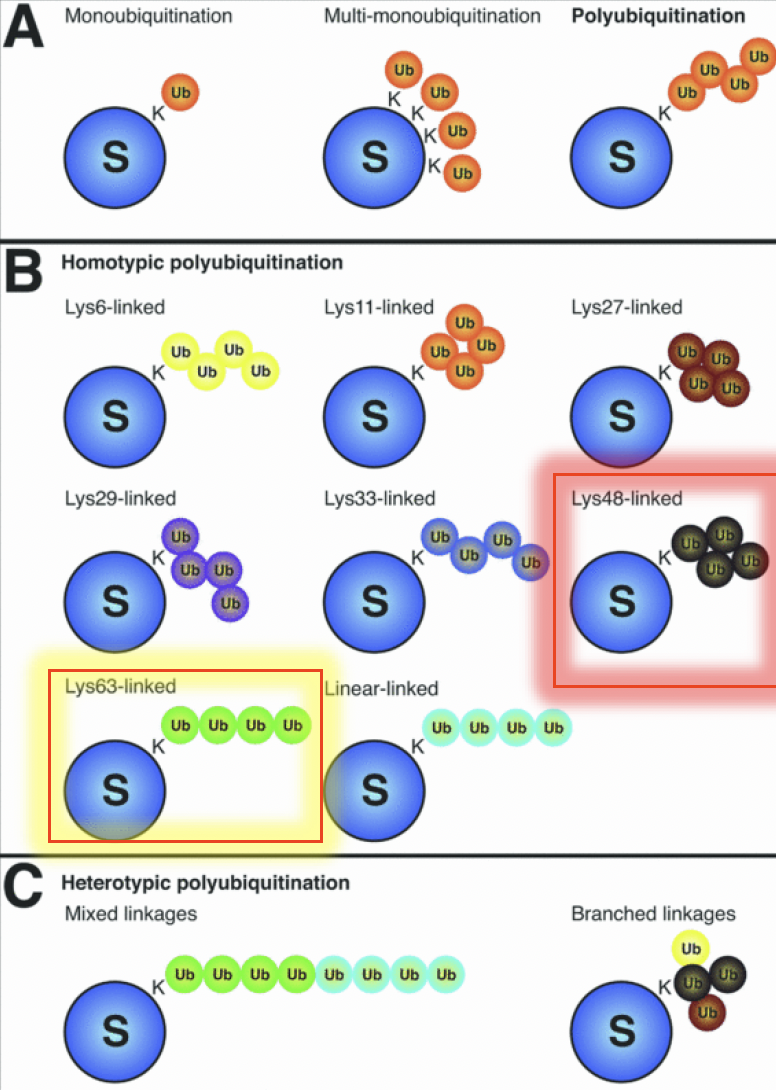 A
Monoubiquitination
Multi-monoubiquitination
Polyubiquitination
Ub
K
S
Ub
Ub
Ub
Ub
K
K
K
K
S
Ub
Ub
Ub
Ub
K
S
B
Homotypic polyubiquitination
Lys6-linked
Lys11-linked
Lys27-linked
Ub
Ub
Ub
Ub
K
S
Ub
Ub
Ub
Ub
K
S
Ub
Ub
Ub
Ub
K
S
Lys29-linked
Lys33-linked
Lys48-linked
Ub
Ub
Ub
Ub
K
S
Ub
Ub
Ub
Ub
K
S
Ub
Ub
Ub
Ub
K
S
Lys63-linked
Linear-linked
Ub Ub Ub Ub
K
S
Ub Ub Ub Ub
K
S
C
Heterotypic polyubiquitination
Mixed linkages
Branched linkages
Ub Ub Ub Ub Ub Ub Ub Ub
K
S
Ub
Ub
Ub
Ub
K
S